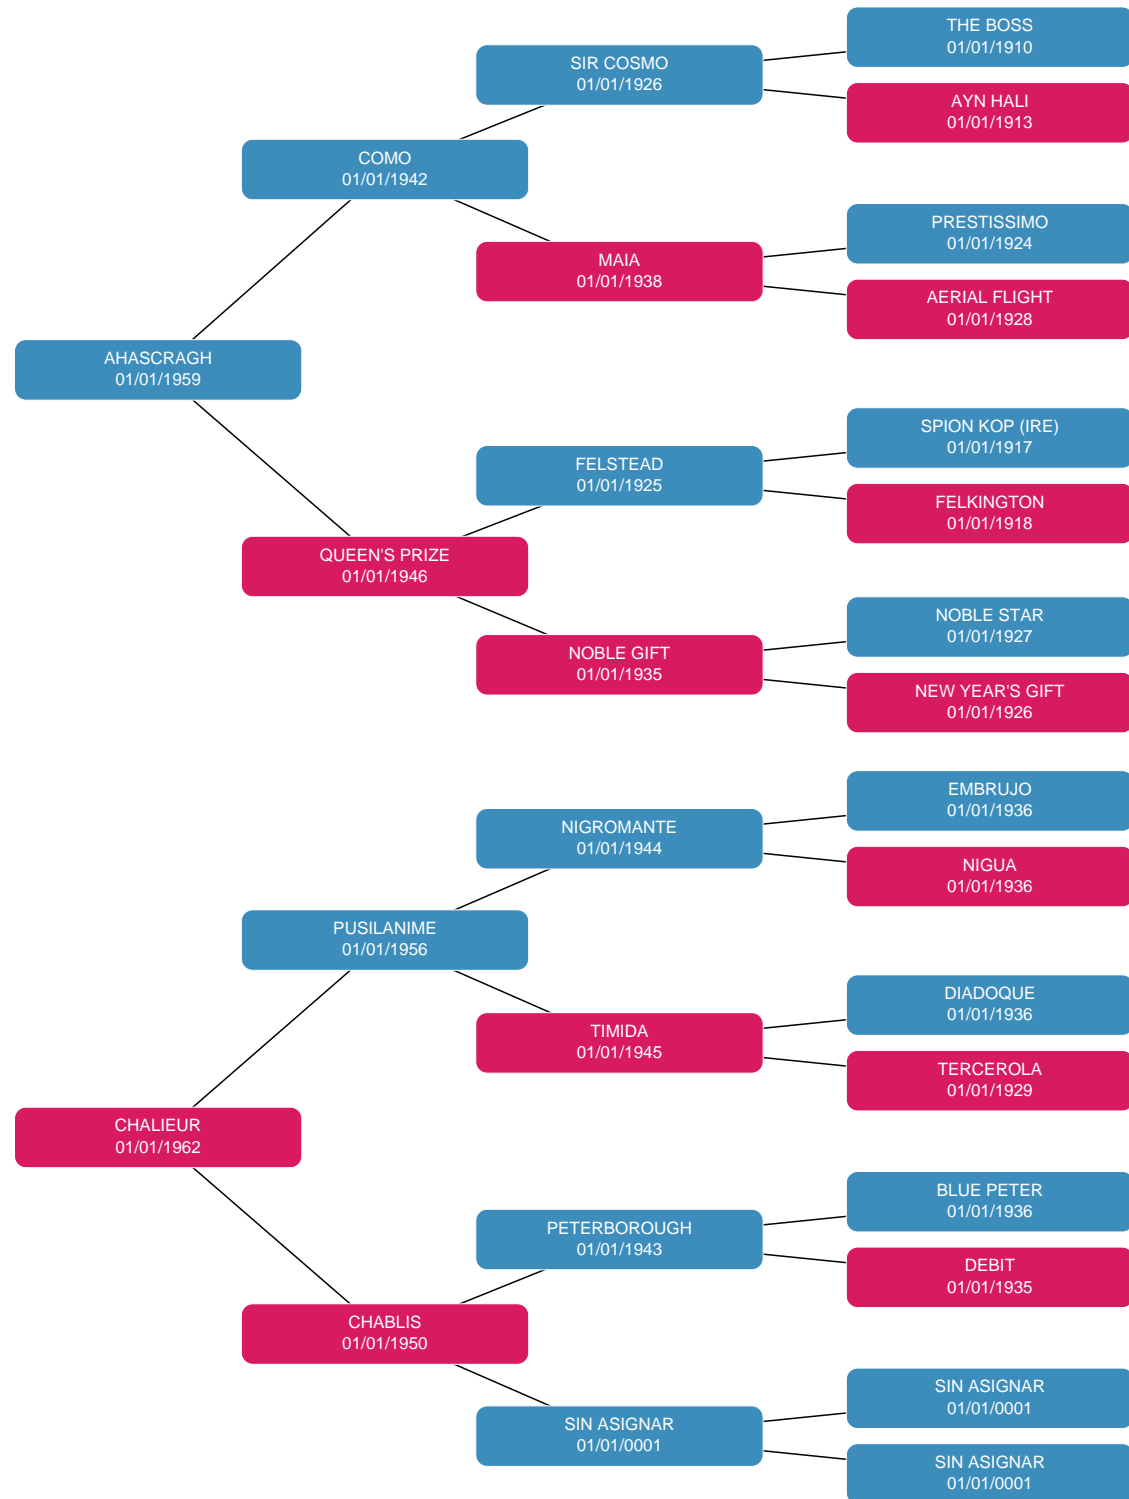 THE BOSS
01/01/1910
SIR COSMO
01/01/1926
AYN HALI
01/01/1913
COMO
01/01/1942
PRESTISSIMO
01/01/1924
MAIA
01/01/1938
AERIAL FLIGHT
01/01/1928
AHASCRAGH
01/01/1959
SPION KOP (IRE)
01/01/1917
FELSTEAD
01/01/1925
FELKINGTON
01/01/1918
QUEEN'S PRIZE
01/01/1946
NOBLE STAR
01/01/1927
NOBLE GIFT
01/01/1935
NEW YEAR'S GIFT
01/01/1926
EMBRUJO
01/01/1936
NIGROMANTE
01/01/1944
NIGUA
01/01/1936
PUSILANIME
01/01/1956
DIADOQUE
01/01/1936
TIMIDA
01/01/1945
TERCEROLA
01/01/1929
CHALIEUR
01/01/1962
BLUE PETER
01/01/1936
PETERBOROUGH
01/01/1943
DEBIT
01/01/1935
CHABLIS
01/01/1950
SIN ASIGNAR
01/01/0001
SIN ASIGNAR
01/01/0001
SIN ASIGNAR
01/01/0001